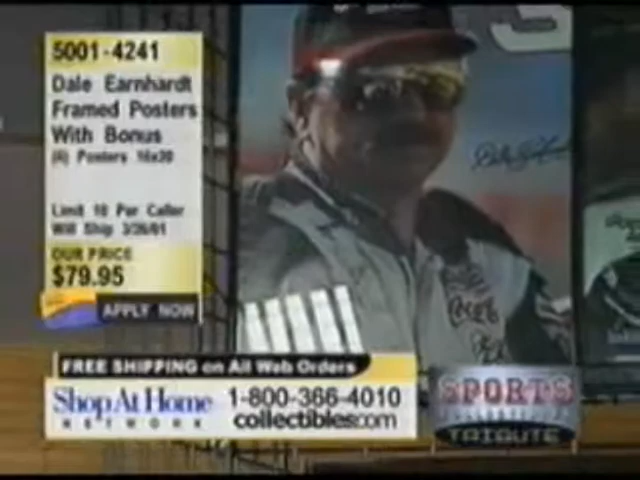 5001-4241
Dale Earnhardt
Framed Posters
With Bonus
(4) Posters 16x20
Limit 10 Per Caller
Will Ship 3/26/01
OUR PRICE
$79.95
APPLY NOW
3
FREE SHIPPING on All Web Orders
Shop At Home
NETWORK
1-800-366-4010
collectibles.com
SPORTS
TRIBUTE